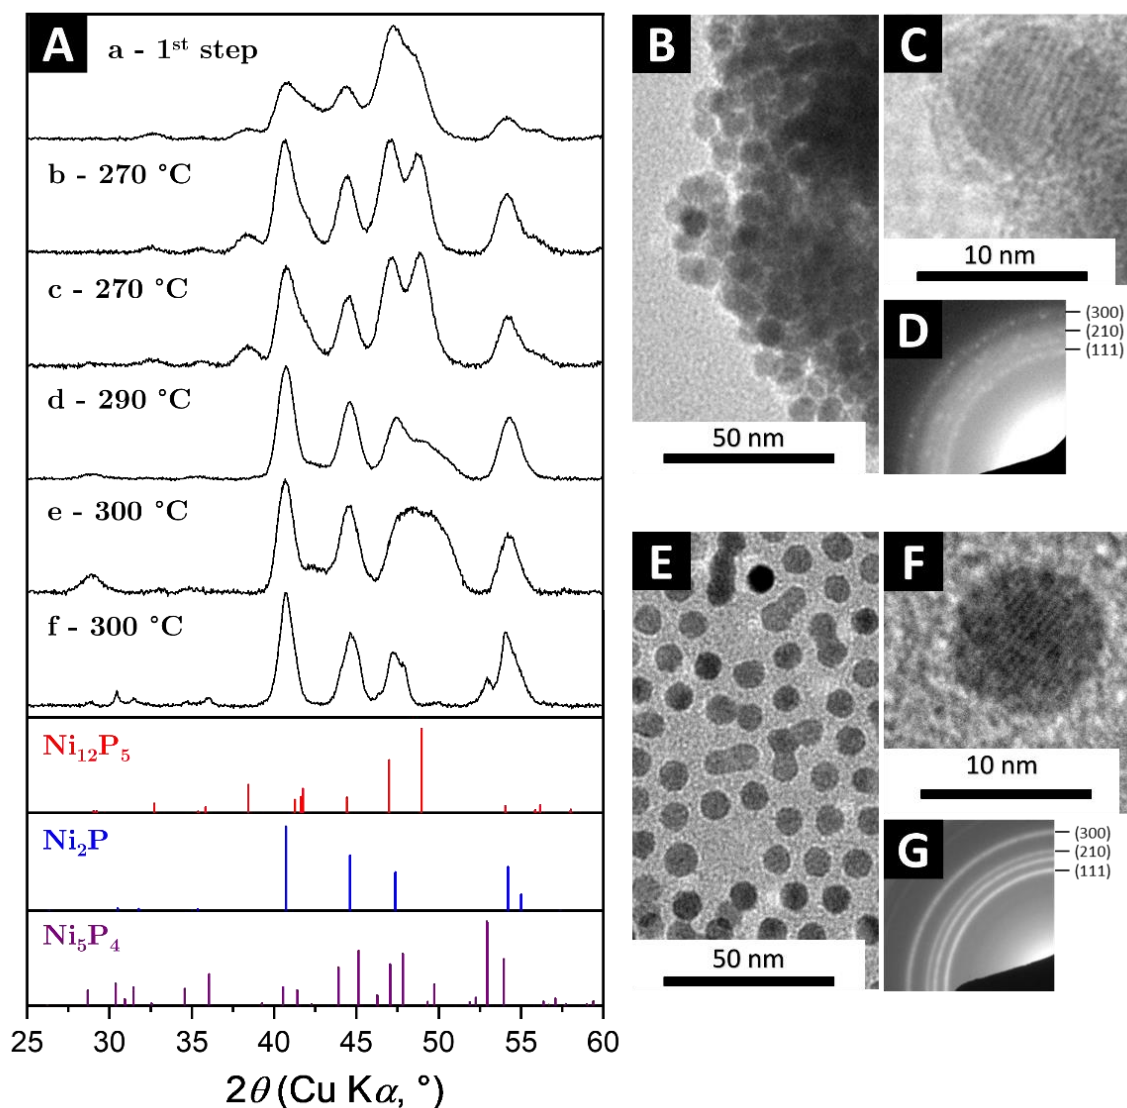 A
a - 1st step
b - 270 °C
c - 270 °C
d - 290 °C
e - 300 °C
f - 300 °C
Ni12P5
Ni2P
Ni5P4
25 30 35 40 45 50 55 60
2θ (Cu Kα, °)
B
50 nm
C
10 nm
D
(300)
(210)
(111)
E
50 nm
F
10 nm
G
(300)
(210)
(111)